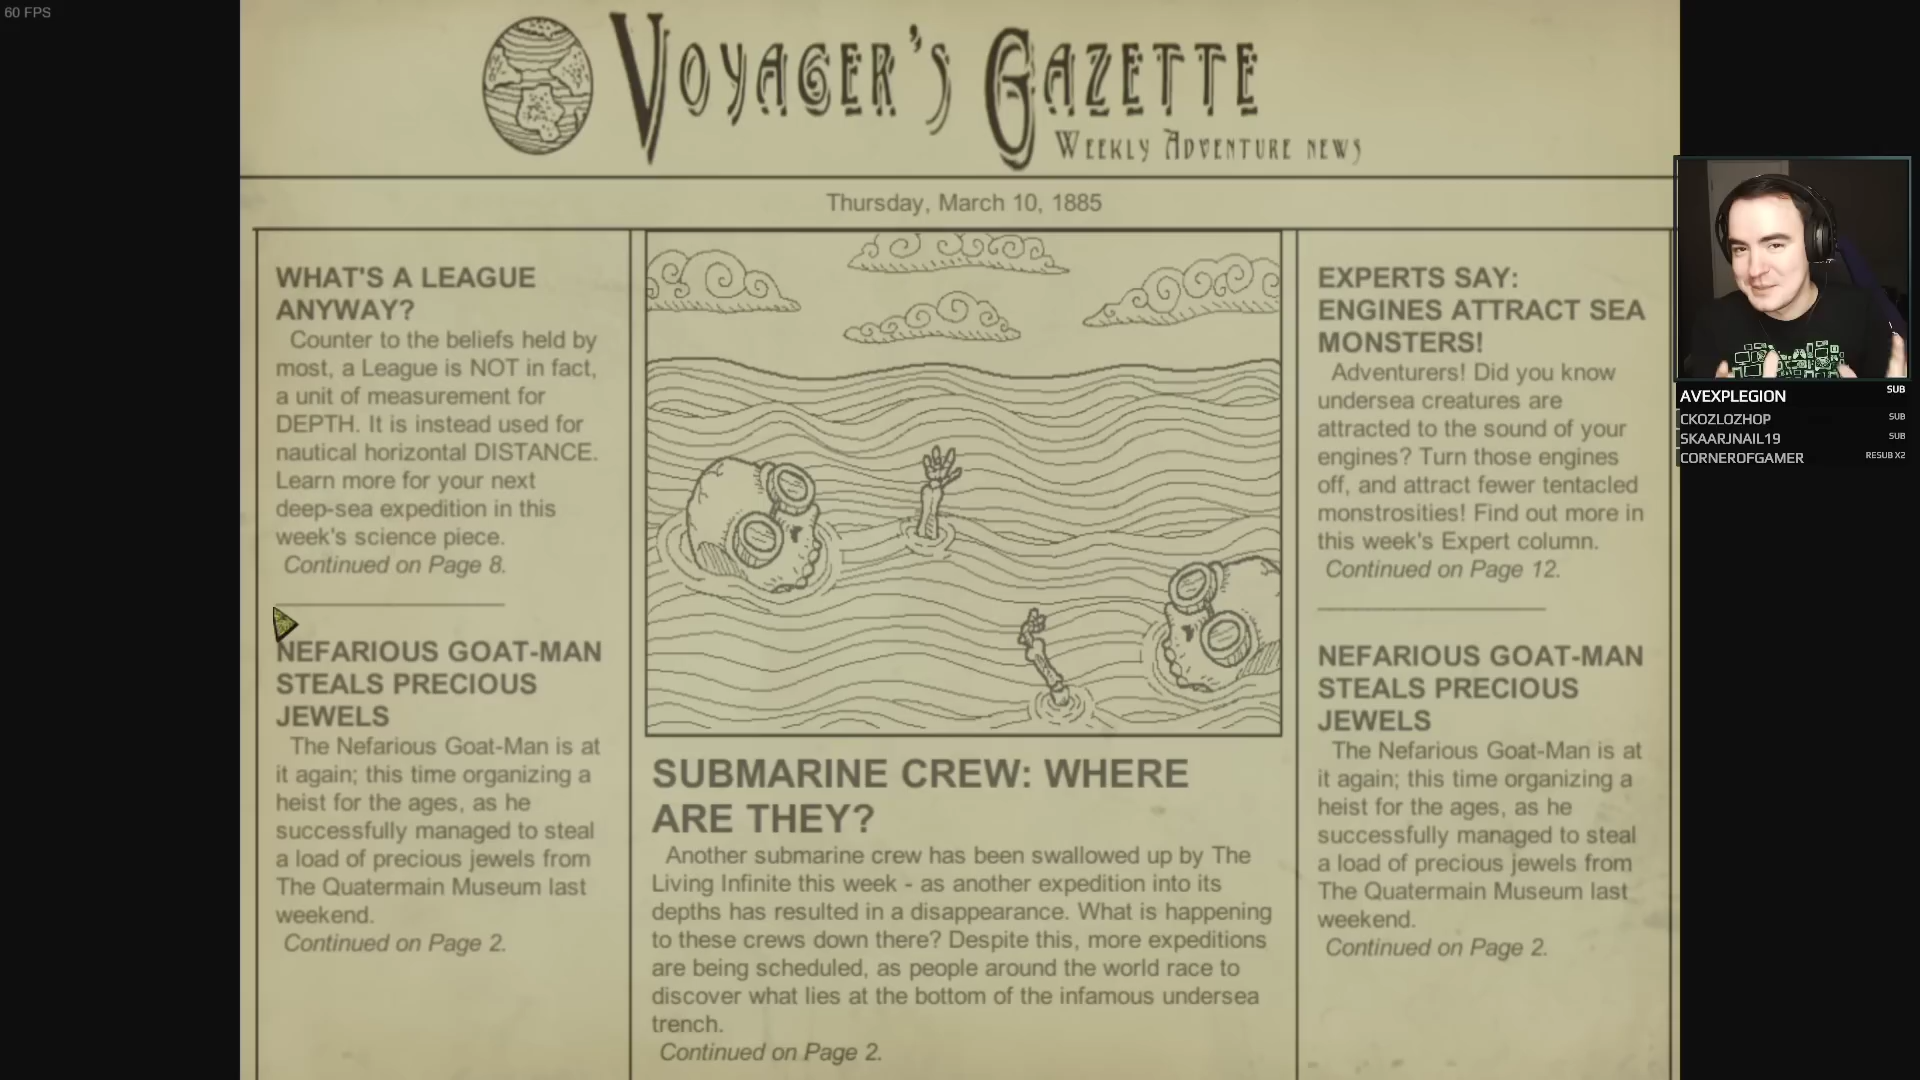 60 FPS
VOYAGER'S GAZETTE
WEEKLY ADVENTURE NEWS
Thursday, March 10, 1885
WHAT'S A LEAGUE
ANYWAY?
Counter to the beliefs held by
most, a League is NOT in fact,
a unit of measurement for
DEPTH. It is instead used for
nautical horizontal DISTANCE.
Learn more for your next
deep-sea expedition in this
week's science piece.
Continued on Page 8.
NEFARIOUS GOAT-MAN
STEALS PRECIOUS
JEWELS
The Nefarious Goat-Man is at
it again; this time organizing a
heist for the ages, as he
successfully managed to steal
a load of precious jewels from
The Quatermain Museum last
weekend.
Continued on Page 2.
SUBMARINE CREW: WHERE
ARE THEY?
Another submarine crew has been swallowed up by The
Living Infinite this week - as another expedition into its
depths has resulted in a disappearance. What is happening
to these crews down there? Despite this, more expeditions
are being scheduled, as people around the world race to
discover what lies at the bottom of the infamous undersea
trench.
Continued on Page 2.
EXPERTS SAY:
ENGINES ATTRACT SEA
MONSTERS!
Adventurers! Did you know
undersea creatures are
attracted to the sound of your
engines? Turn those engines
off, and attract fewer tentacled
monstrosities! Find out more in
this week's Expert column.
Continued on Page 12.
NEFARIOUS GOAT-MAN
STEALS PRECIOUS
JEWELS
The Nefarious Goat-Man is at
it again; this time organizing a
heist for the ages, as he
successfully managed to steal
a load of precious jewels from
The Quatermain Museum last
weekend.
Continued on Page 2.
AVEXPLEGION SUB
CKOZLOZHOP SUB
SKAARJNAIL19 SUB
CORNEROFGAMER RESUB X2